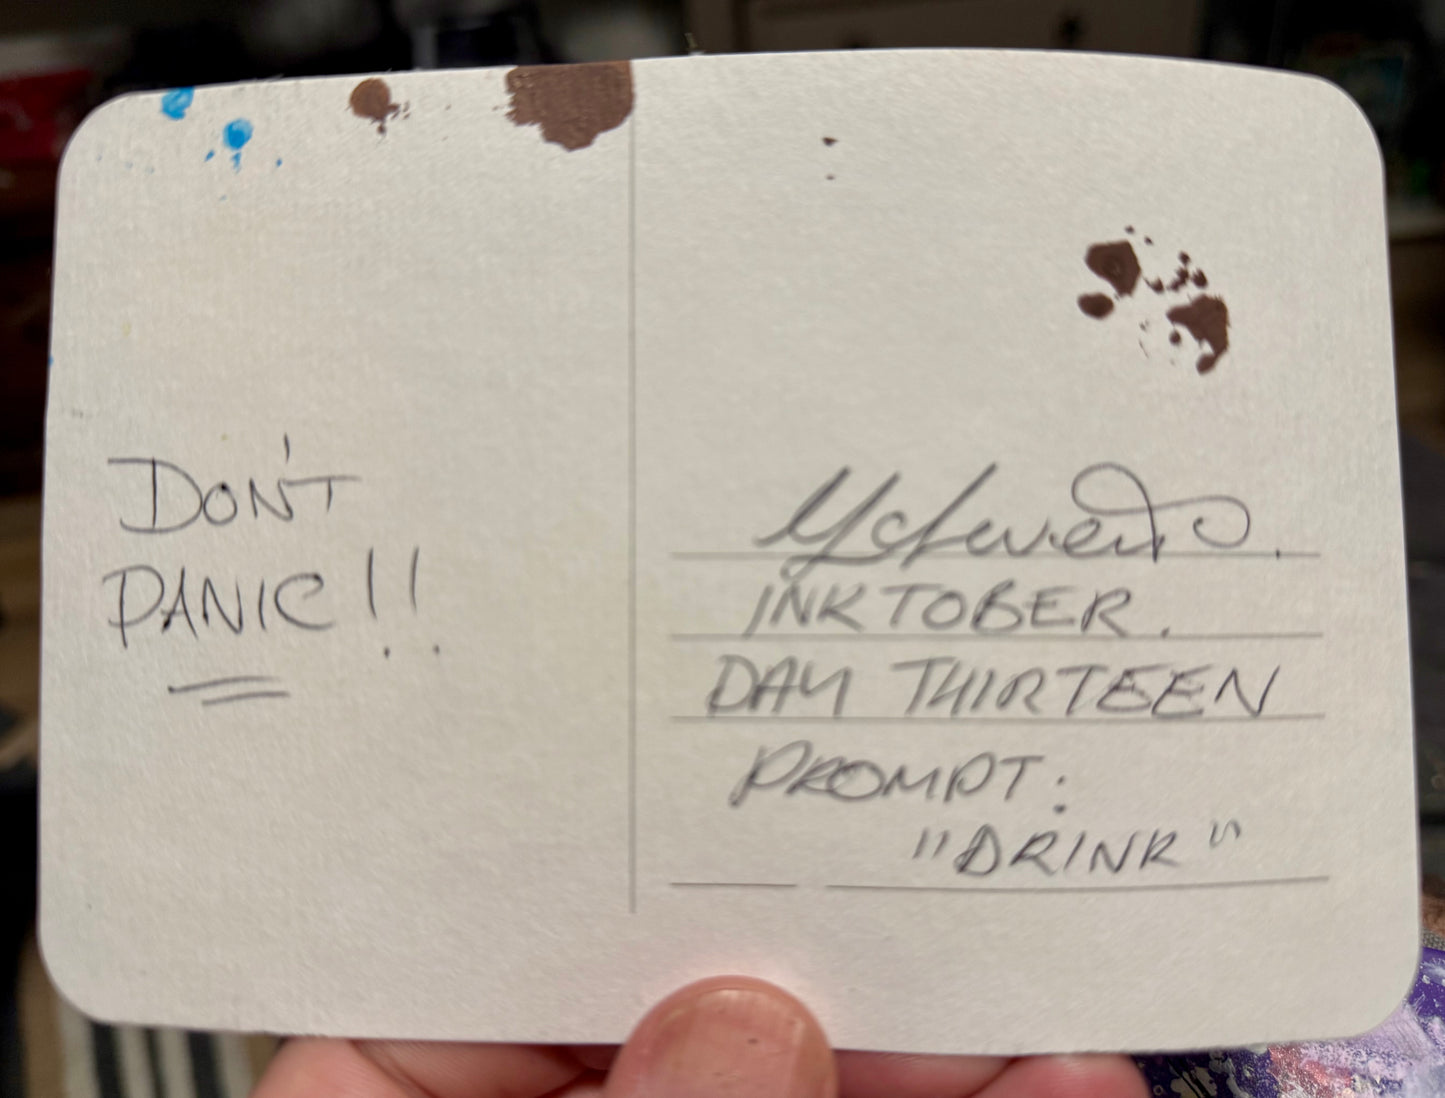 DON'T
PANIC!!
INKTOBER.
DAY THIRTEEN
PROMPT:
"DRINK"